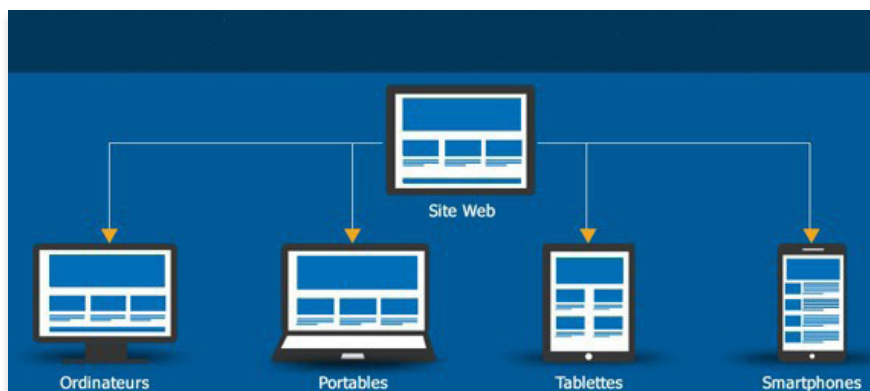 Site Web
Ordinateurs
Portables
Tablettes
Smartphones